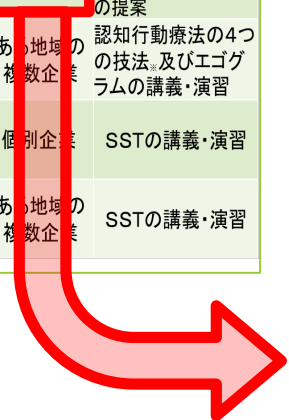 の提案
ある地域の
複数企業
認知行動療法の4つ
の技法※及びエゴグ
ラムの講義・演習
個別企業
SSTの講義・演習
ある地域の
複数企業
SSTの講義・演習